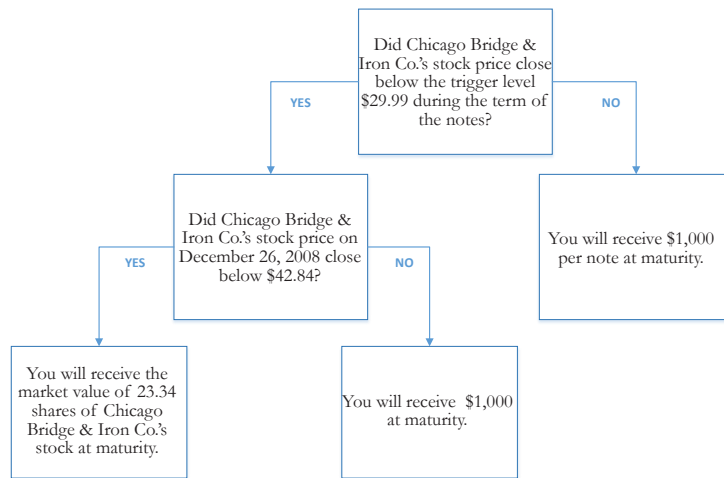 Did Chicago Bridge &
Iron Co.'s stock price close
below the trigger level
$29.99 during the term of
the notes?
YES
NO
Did Chicago Bridge &
Iron Co.'s stock price on
December 26, 2008 close
below $42.84?
You will receive $1,000
per note at maturity.
YES
NO
You will receive the
market value of 23.34
shares of Chicago
Bridge & Iron Co.'s
stock at maturity.
You will receive $1,000
at maturity.